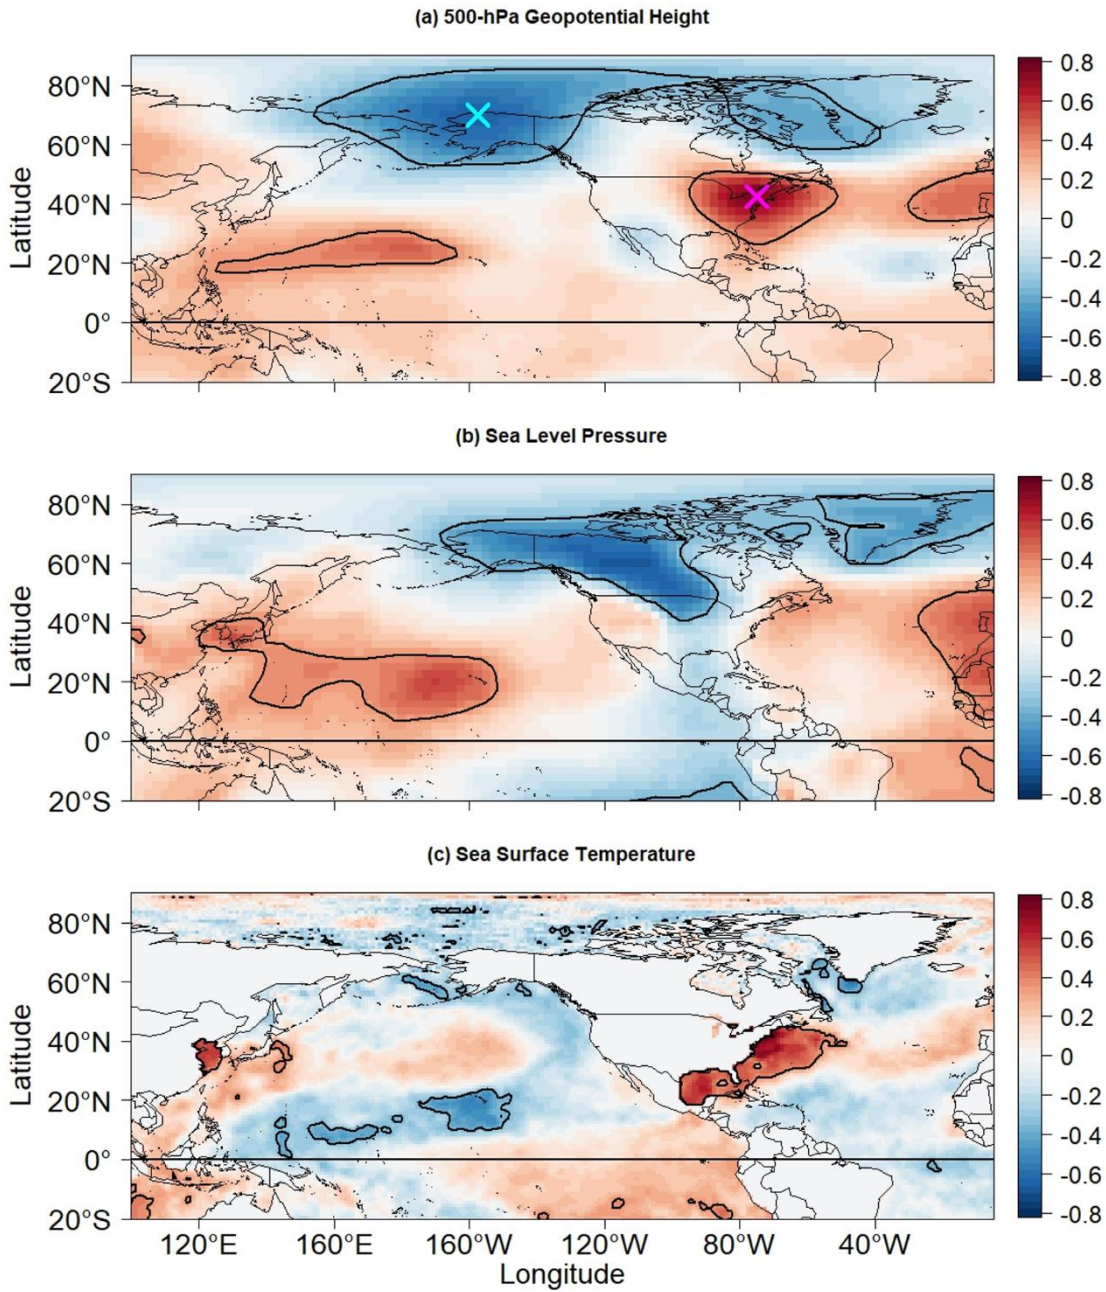 (a) 500-hPa Geopotential Height
80°N
60°N
40°N
20°N
0°
20°S
Latitude
0.8
0.6
0.4
0.2
0
-0.2
-0.4
-0.6
-0.8
(b) Sea Level Pressure
80°N
60°N
40°N
20°N
0°
20°S
Latitude
0.8
0.6
0.4
0.2
0
-0.2
-0.4
-0.6
-0.8
(c) Sea Surface Temperature
80°N
60°N
40°N
20°N
0°
20°S
Latitude
0.8
0.6
0.4
0.2
0
-0.2
-0.4
-0.6
-0.8
120°E 160°E 160°W 120°W 80°W 40°W
Longitude